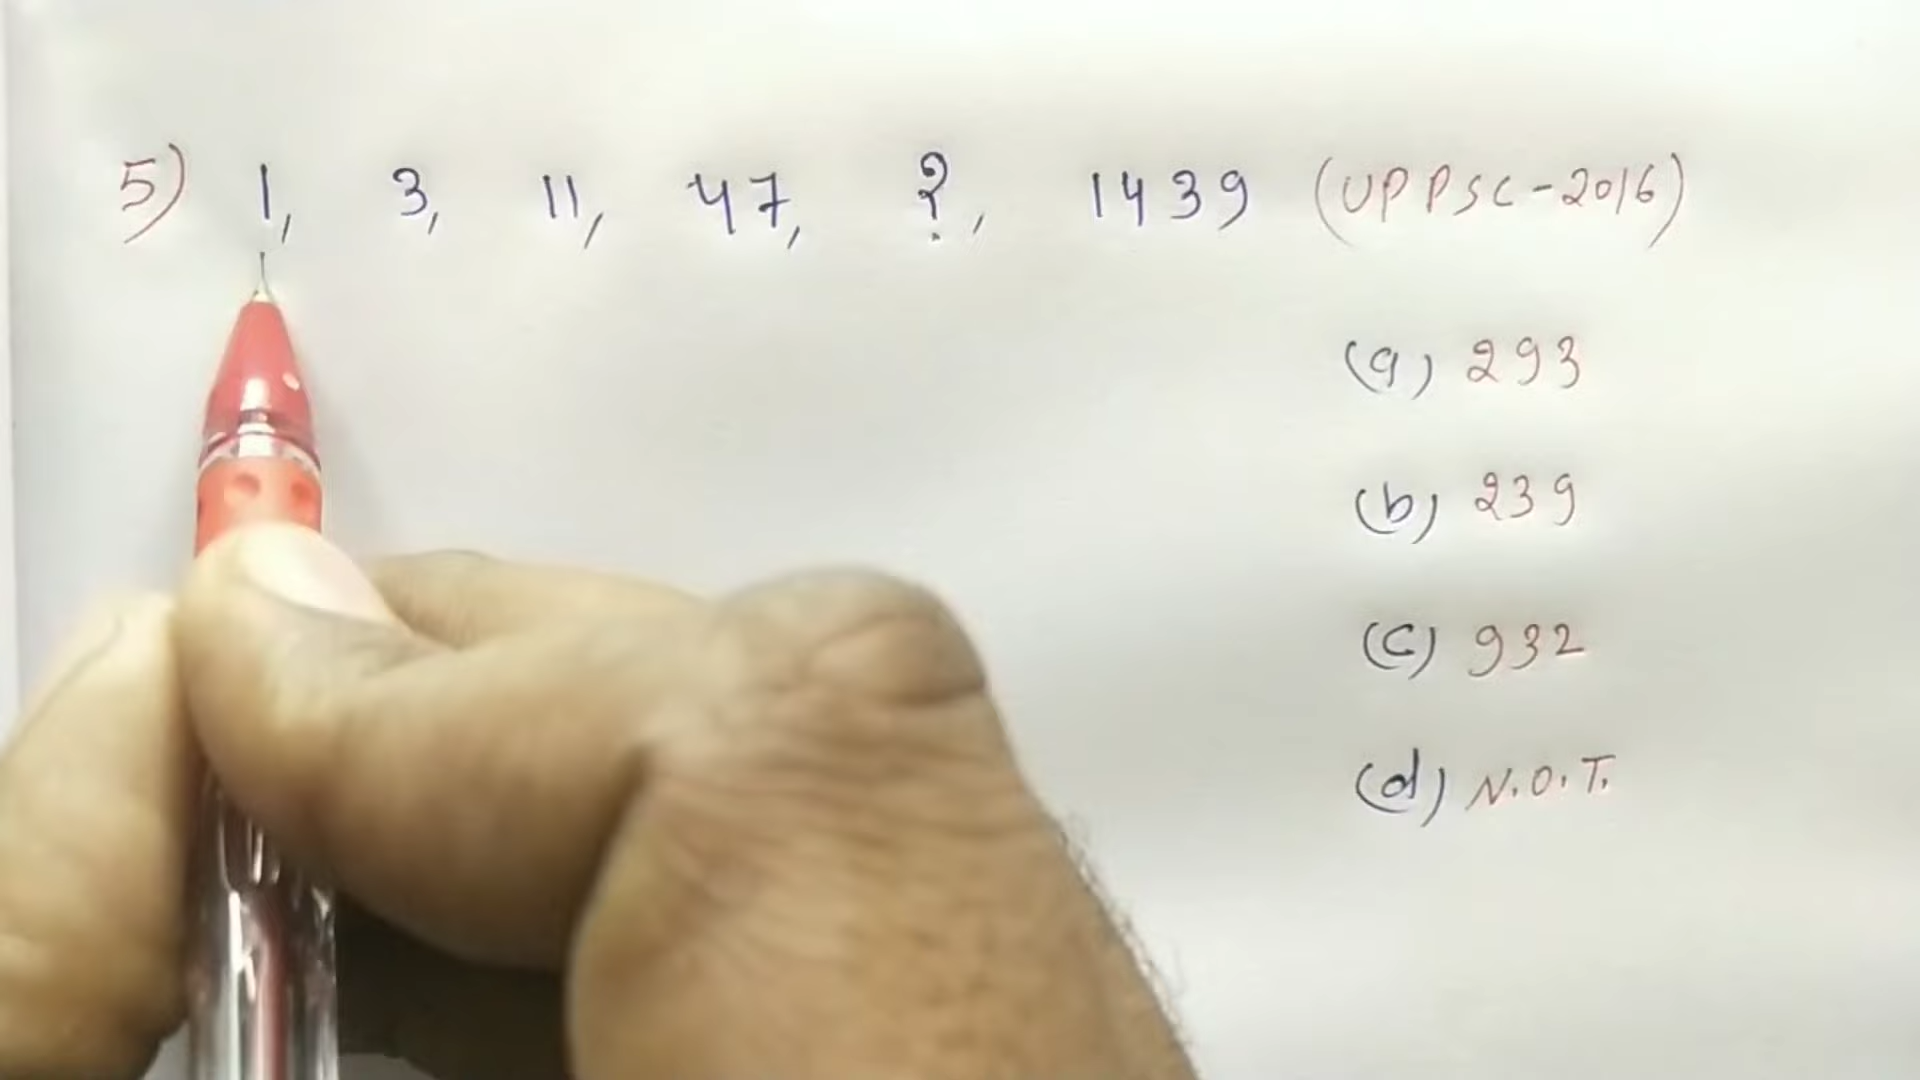 5) 1, 3, 11, 47, ?, 1439 (UPPSC-2016)
(a) 293
(b) 239
(c) 932
(d) N.O.T.